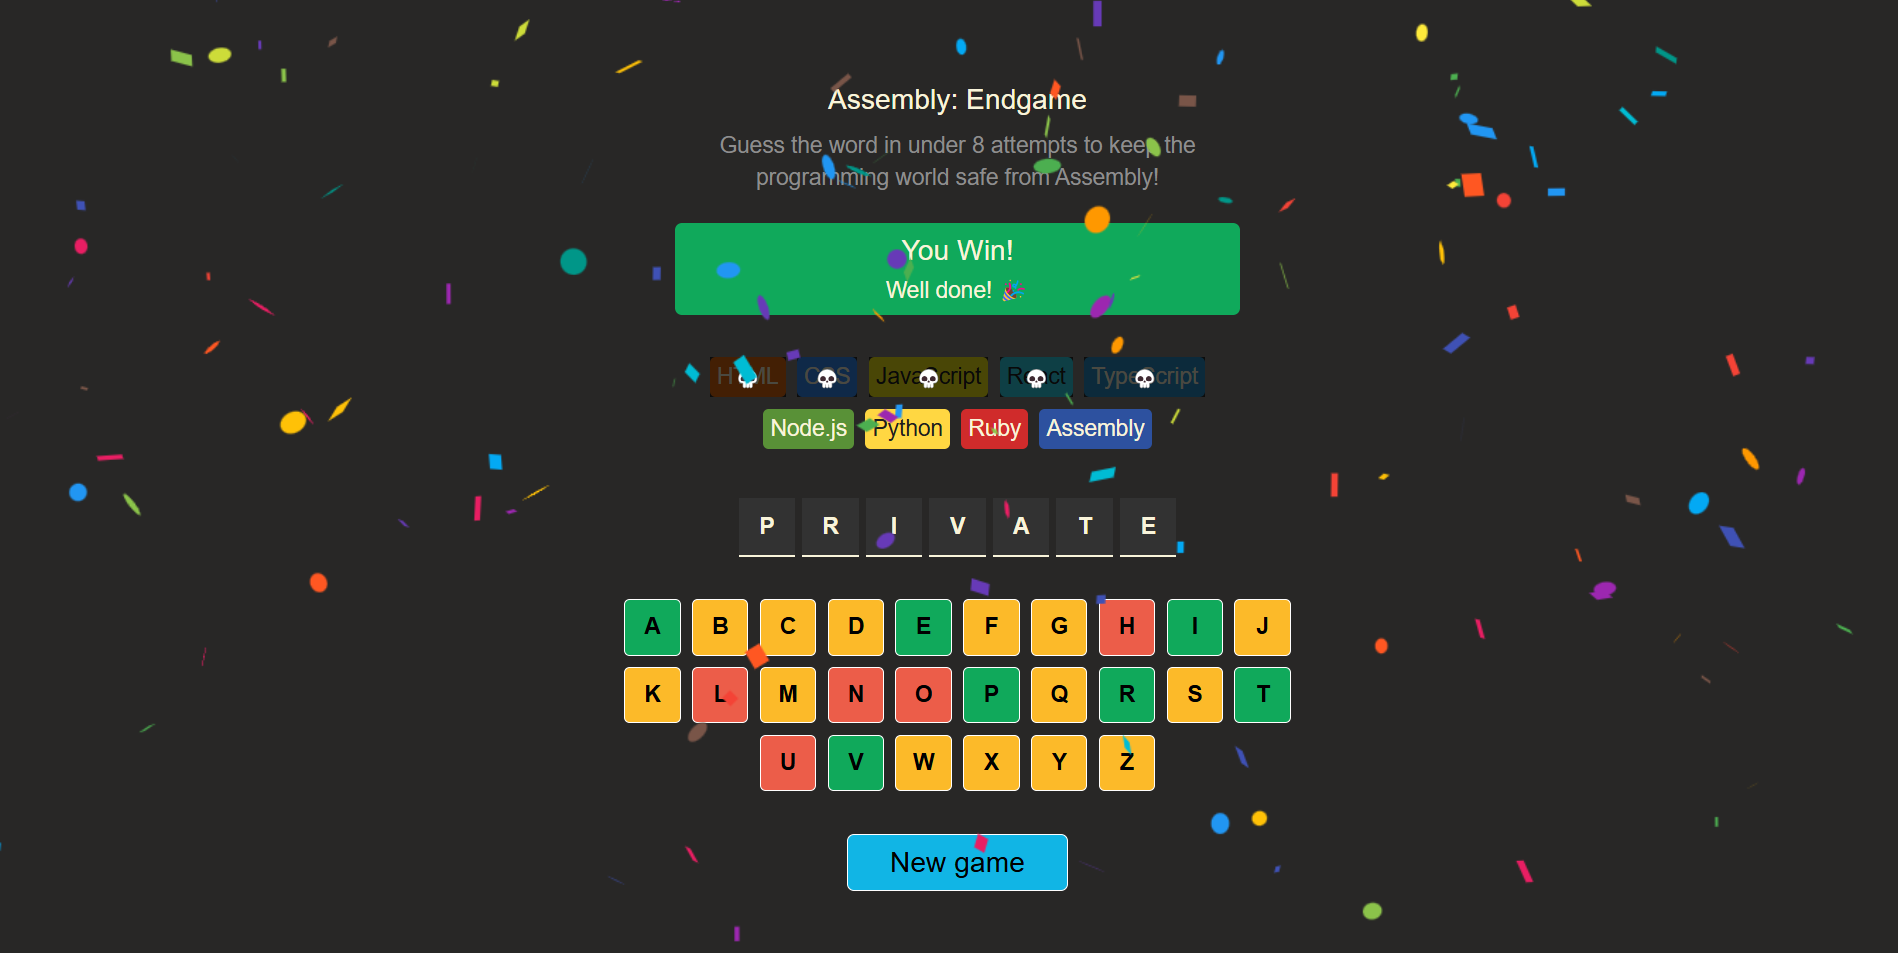 Assembly: Endgame
Guess the word in under 8 attempts to keep the
programming world safe from Assembly!
You Win!
Well done! 🎉
HTML CSS JavaScript React TypeScript
Node.js Python Ruby Assembly
P R I V A T E
A B C D E F G H I J
K L M N O P Q R S T
U V W X Y Z
New game